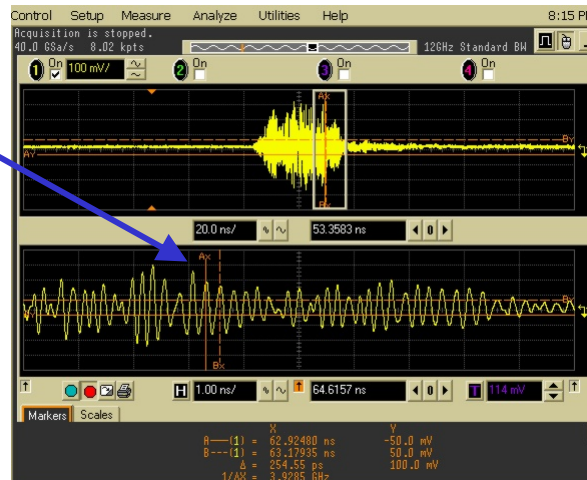 Control Setup Measure Analyze Utilities Help 8:15 PM
Acquisition is stopped.
40.0 GSa/s 8.02 kpts 12GHz Standard BW
1 On 100 mV/ 2 On 3 On 4 On
Ax
Ay By
Bx
20.0 ns/ 53.3583 ns 0
Ax
By
Bx
H 1.00 ns/ 64.6157 ns 0 T 114 mV
Markers Scales
X Y
A---(1) = 62.92480 ns -50.0 mV
B---(1) = 63.17935 ns 50.0 mV
Δ = 254.55 ps 100.0 mV
1/ΔX = 3.9285 GHz